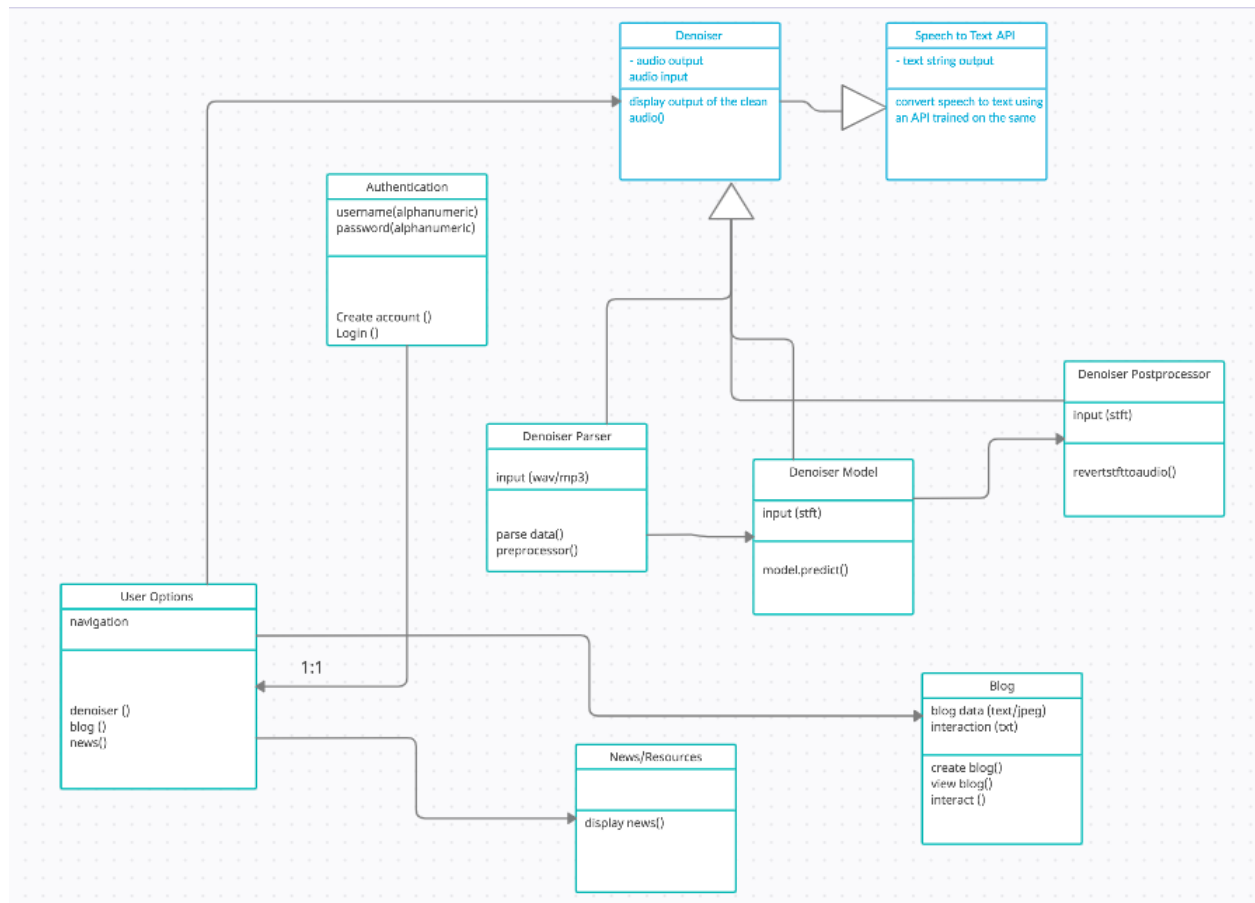 Denoiser
- audio output
audio input
display output of the clean
audio()
Speech to Text API
- text string output
convert speech to text using
an API trained on the same
Authentication
username(alphanumeric)
password(alphanumeric)
Create account ()
Login ()
Denoiser Parser
input (wav/mp3)
parse data()
preprocessor()
Denoiser Model
input (stft)
model.predict()
Denoiser Postprocessor
input (stft)
revertstfttoaudio()
User Options
navigation
denoiser ()
blog ()
news()
1:1
News/Resources
display news()
Blog
blog data (text/jpeg)
interaction (txt)
create blog()
view blog()
interact ()